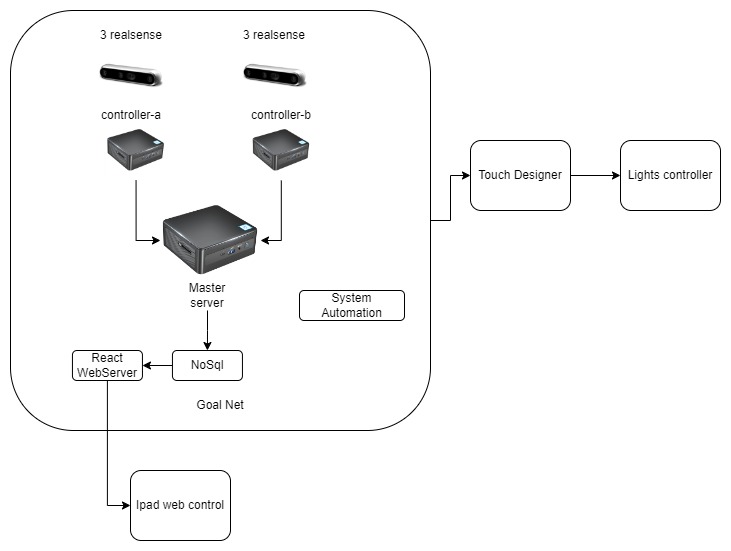 3 realsense
3 realsense
controller-a
controller-b
Touch Designer
Lights controller
Master
server
System
Automation
React
WebServer
NoSql
Goal Net
Ipad web control